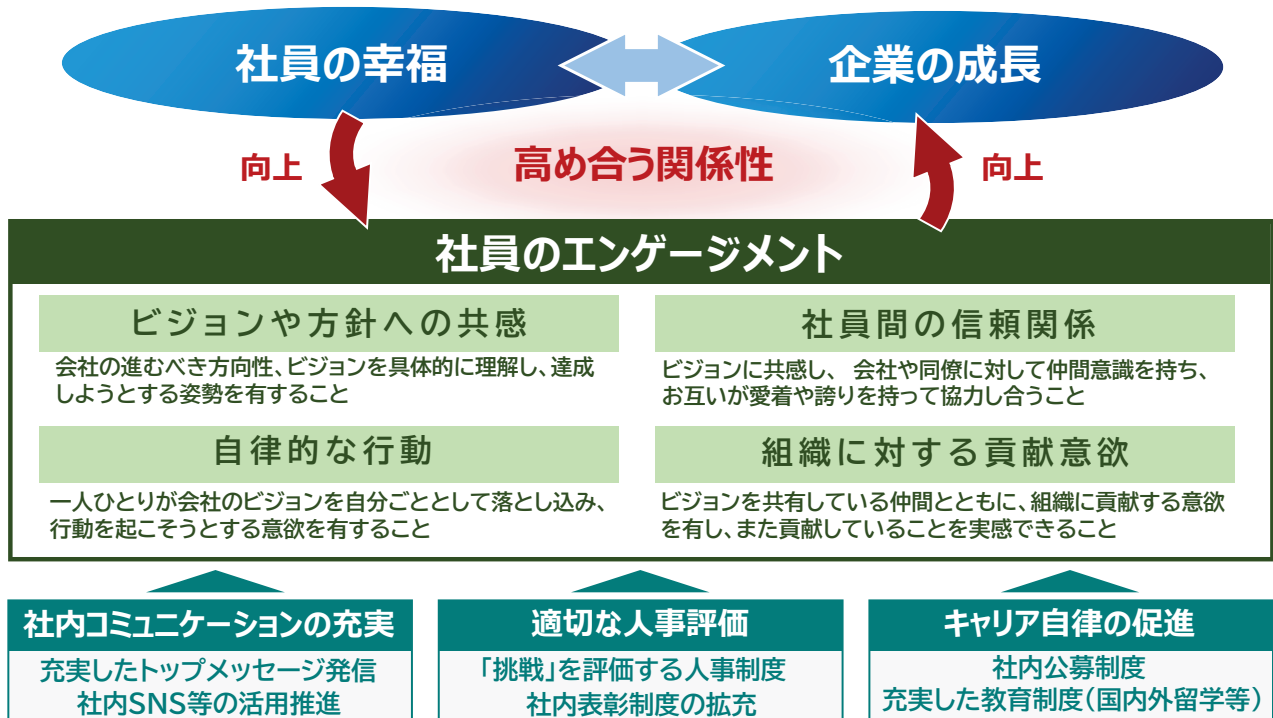 社員の幸福
企業の成長
向上
高め合う関係性
向上
社員のエンゲージメント
ビジョンや方針への共感
会社の進むべき方向性、ビジョンを具体的に理解し、達成
しようとする姿勢を有すること
社員間の信頼関係
ビジョンに共感し、 会社や同僚に対して仲間意識を持ち、
お互いが愛着や誇りを持って協力し合うこと
自律的な行動
一人ひとりが会社のビジョンを自分ごととして落とし込み、
行動を起こそうとする意欲を有すること
組織に対する貢献意欲
ビジョンを共有している仲間とともに、組織に貢献する意欲
を有し、また貢献していることを実感できること
社内コミュニケーションの充実
充実したトップメッセージ発信
社内SNS等の活用推進
適切な人事評価
「挑戦」を評価する人事制度
社内表彰制度の拡充
キャリア自律の促進
社内公募制度
充実した教育制度(国内外留学等)